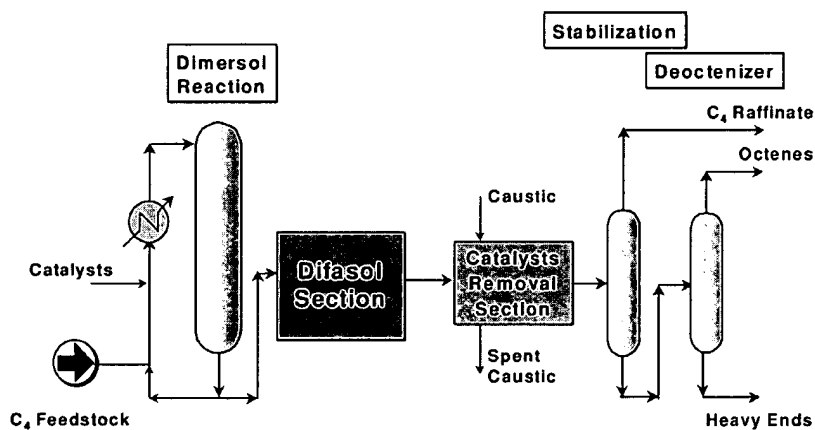 Stabilization
Dimersol
Reaction
Deoctenizer
C₄ Raffinate
Octenes
Caustic
Catalysts
Difasol
Section
Catalysts
Removal
Section
Spent
Caustic
C₄ Feedstock
Heavy Ends